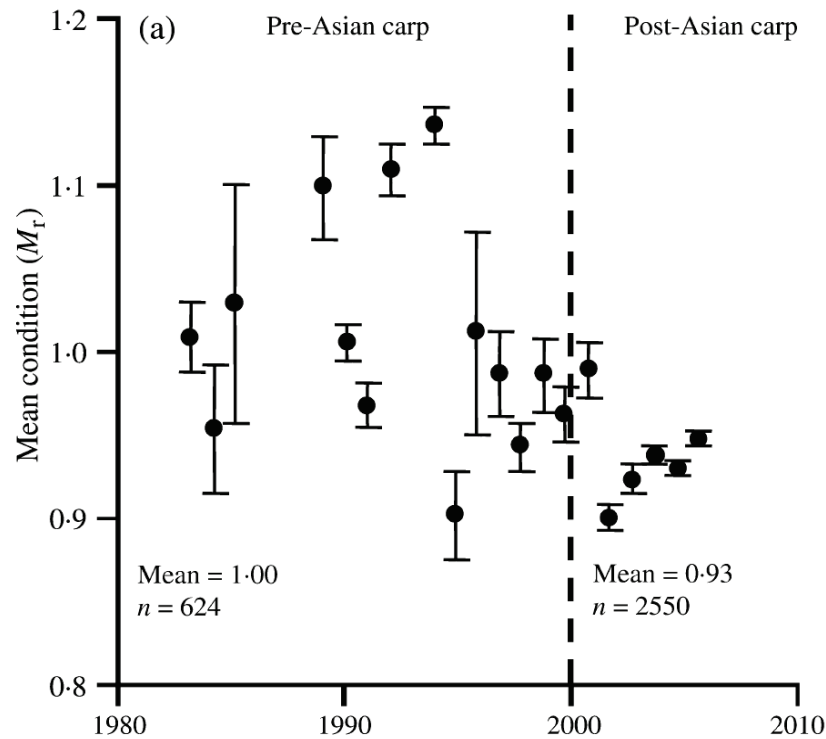 (a)
Pre-Asian carp
Post-Asian carp
Mean condition (Mr)
1·2
1·1
1·0
0·9
0·8
Mean = 1·00
n = 624
Mean = 0·93
n = 2550
1980
1990
2000
2010